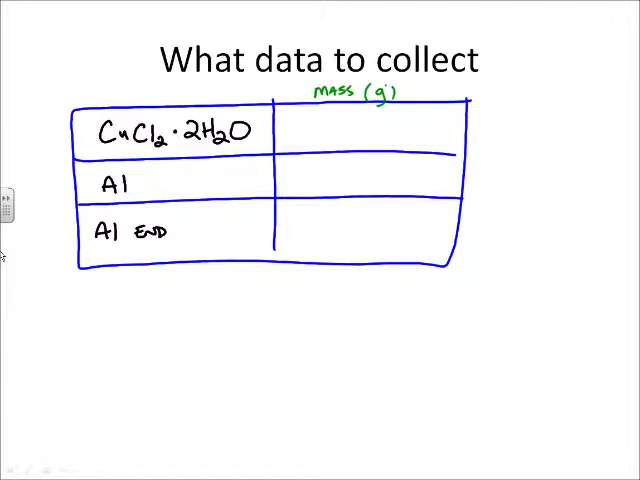 What data to collect
MASS (g)
CuCl₂ · 2H₂O
Al
Al END